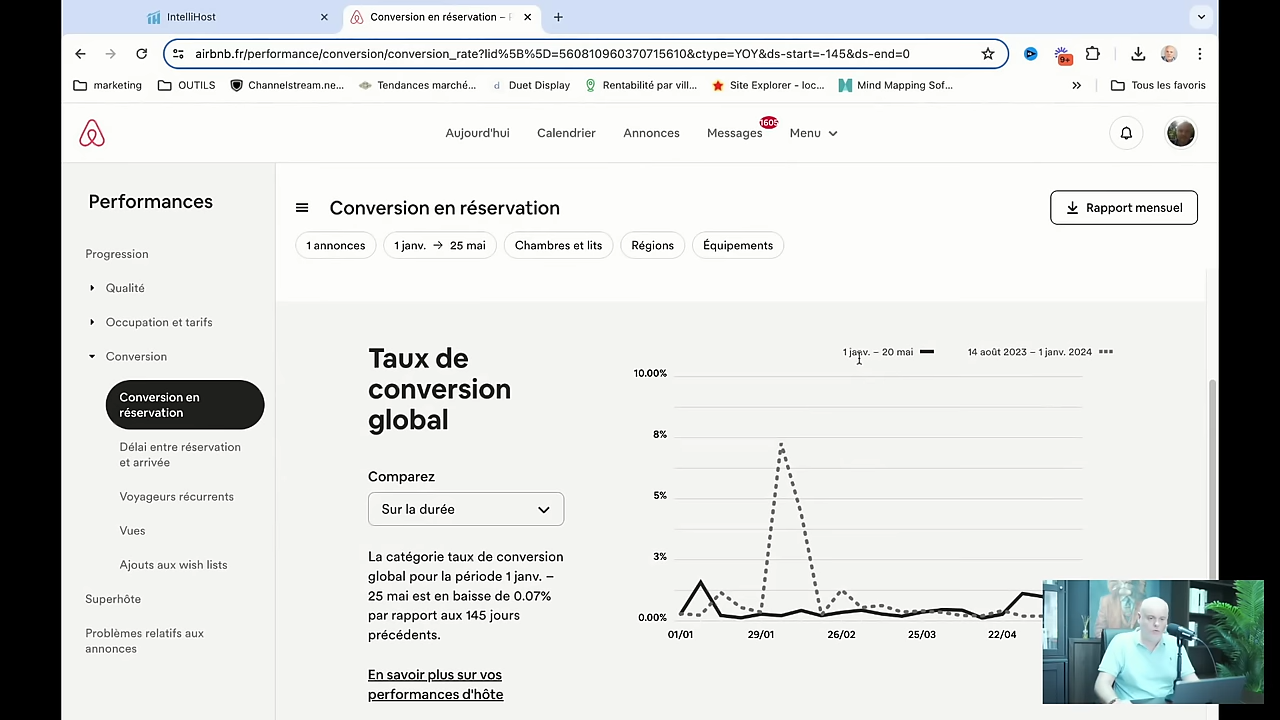 IntelliHost
Conversion en réservation –
airbnb.fr/performance/conversion/conversion_rate?lid%5B%5D=560810960370715610&ctype=YOY&ds-start=-145&ds-end=0
9+
marketing
OUTILS
Channelstream.ne...
Tendances marché...
Duet Display
Rentabilité par vill...
Site Explorer - loc...
Mind Mapping Sof...
»
Tous les favoris
Aujourd'hui
Calendrier
Annonces
Messages
1605
Menu
Performances
Conversion en réservation
Rapport mensuel
1 annonces
1 janv. → 25 mai
Chambres et lits
Régions
Équipements
Progression
Qualité
Occupation et tarifs
Conversion
Conversion en
réservation
Délai entre réservation
et arrivée
Voyageurs récurrents
Vues
Ajouts aux wish lists
Superhôte
Problèmes relatifs aux
annonces
Taux de
conversion
global
Comparez
Sur la durée
La catégorie taux de conversion
global pour la période 1 janv. –
25 mai est en baisse de 0.07%
par rapport aux 145 jours
précédents.
En savoir plus sur vos
performances d'hôte
1 janv. – 20 mai
14 août 2023 – 1 janv. 2024
10.00%
8%
5%
3%
0.00%
01/01
29/01
26/02
25/03
22/04